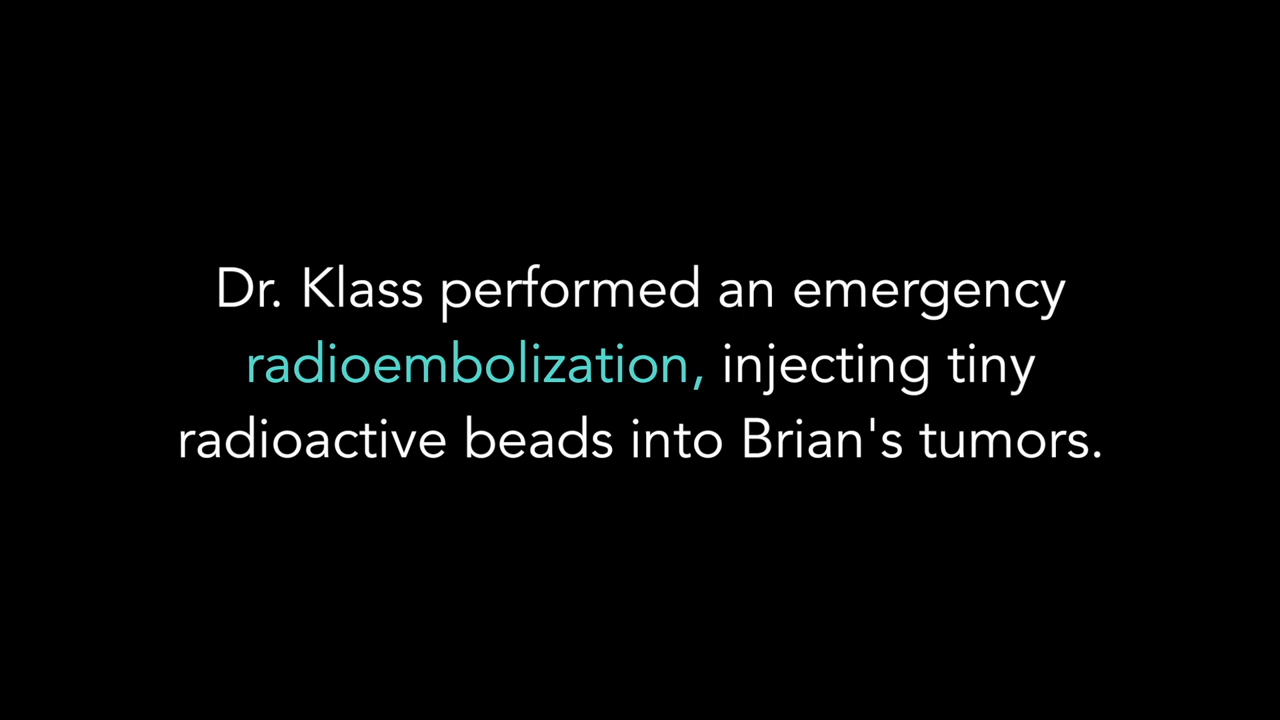 Dr. Klass performed an emergency
radioembolization, injecting tiny
radioactive beads into Brian's tumors.